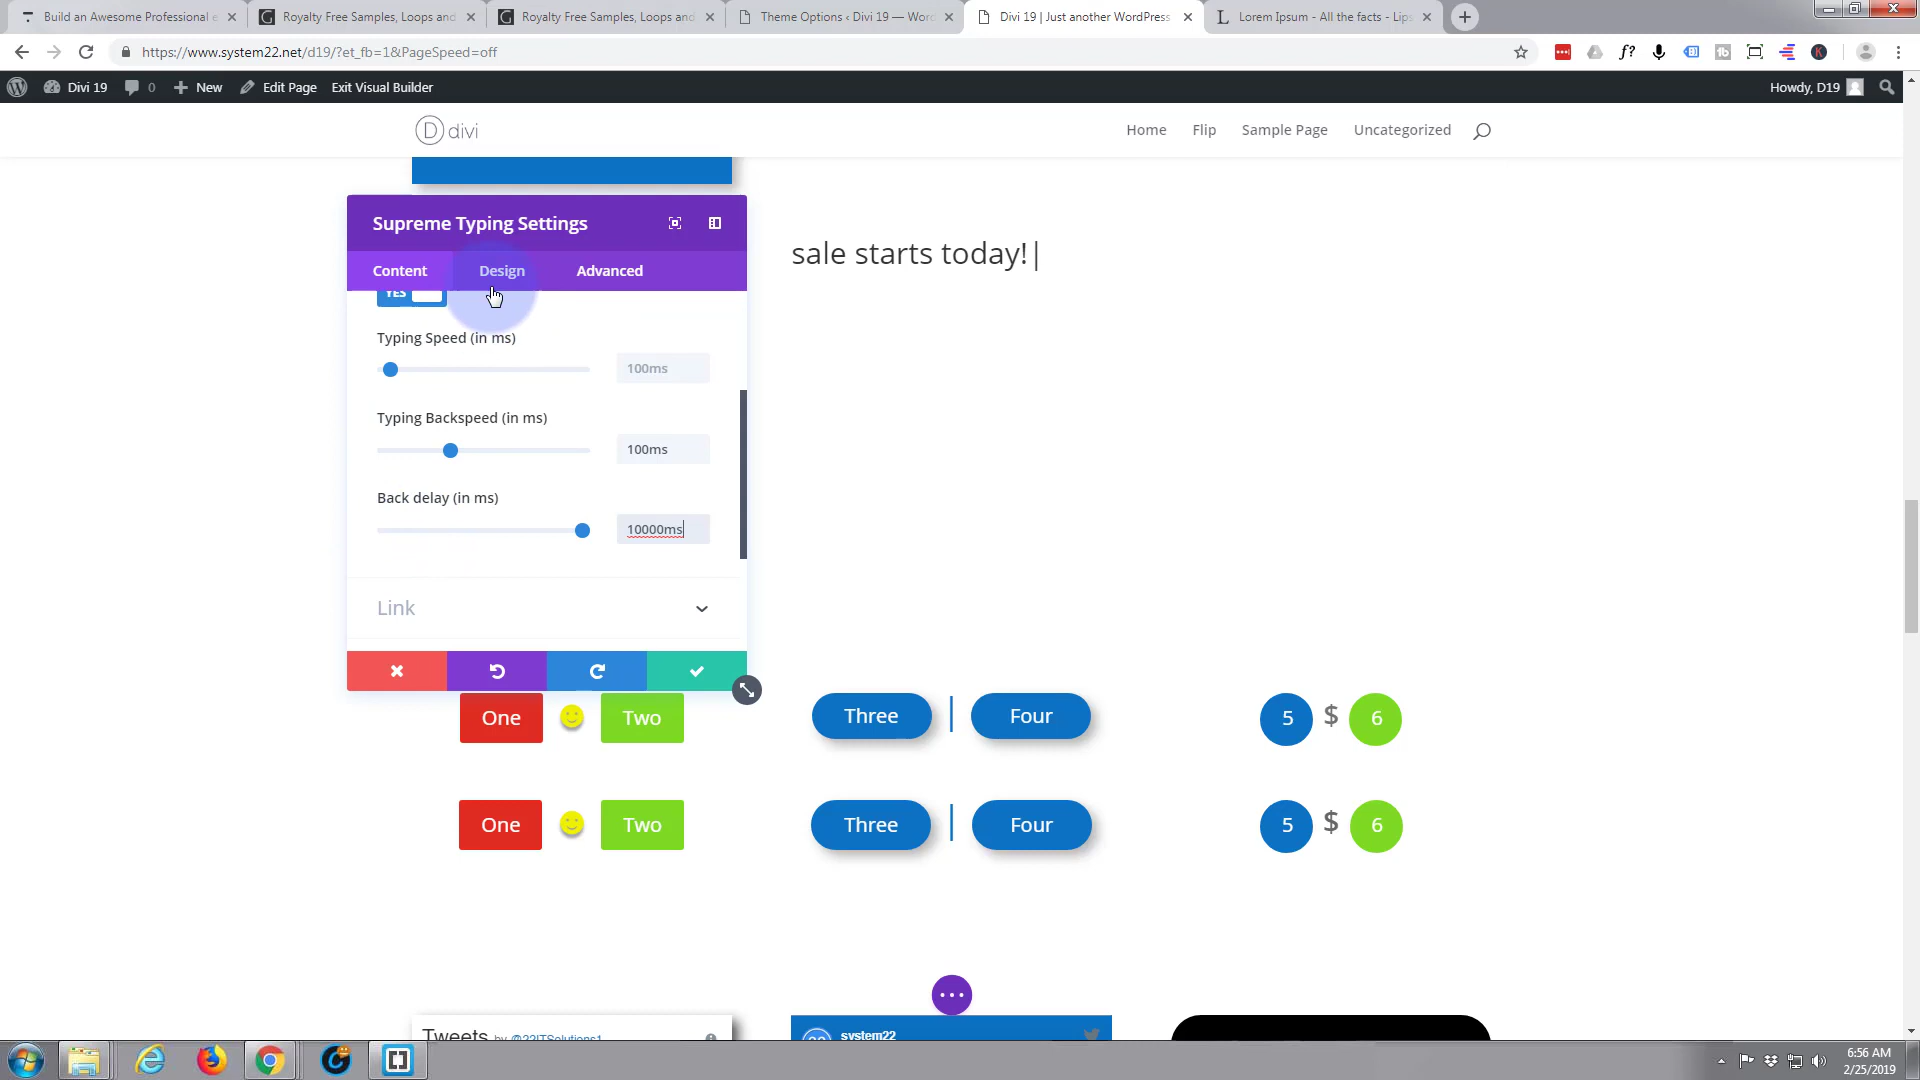 Build an Awesome Professional e
Royalty Free Samples, Loops and
Royalty Free Samples, Loops and
Theme Options ‹ Divi 19 — Word
Divi 19 | Just another WordPress
Lorem Ipsum - All the facts - Lips
https://www.system22.net/d19/?et_fb=1&PageSpeed=off
Divi 19
0
New
Edit Page
Exit Visual Builder
Howdy, D19
D divi
Home
Flip
Sample Page
Uncategorized
Supreme Typing Settings
Content
Design
Advanced
sale starts today!|
YES
Typing Speed (in ms)
100ms
Typing Backspeed (in ms)
100ms
Back delay (in ms)
10000ms
Link
One
Two
Three
Four
5 $ 6
One
Two
Three
Four
5 $ 6
Tweets by @22ITSolutions1
system22
6:56 AM
2/25/2019